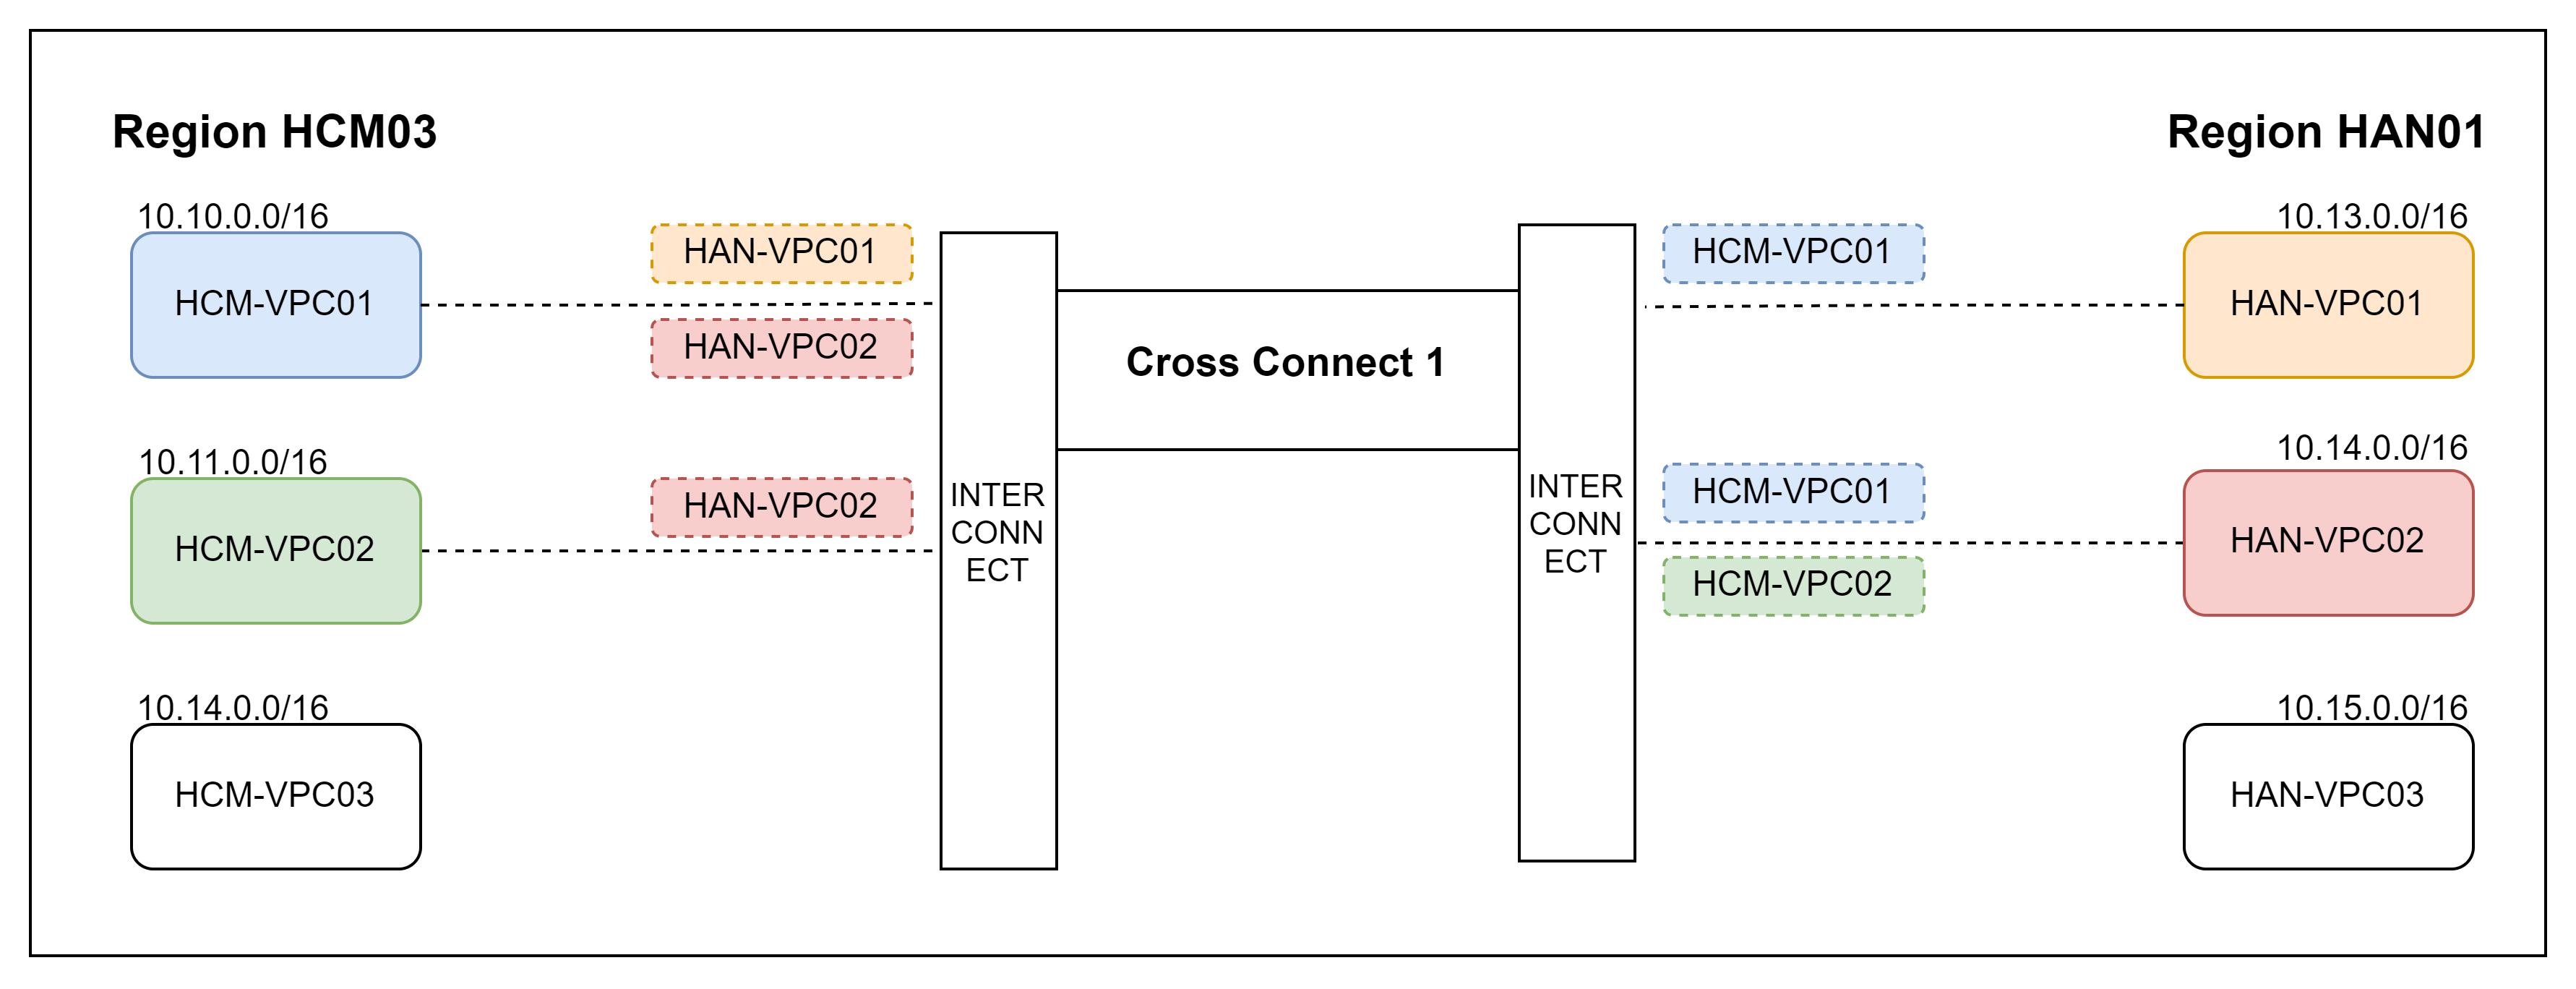 Region HCM03
Region HAN01
10.10.0.0/16
HCM-VPC01
HAN-VPC01
HAN-VPC02
10.11.0.0/16
HCM-VPC02
HAN-VPC02
10.14.0.0/16
HCM-VPC03
INTER
CONN
ECT
Cross Connect 1
INTER
CONN
ECT
HCM-VPC01
10.13.0.0/16
HAN-VPC01
HCM-VPC01
HCM-VPC02
10.14.0.0/16
HAN-VPC02
10.15.0.0/16
HAN-VPC03